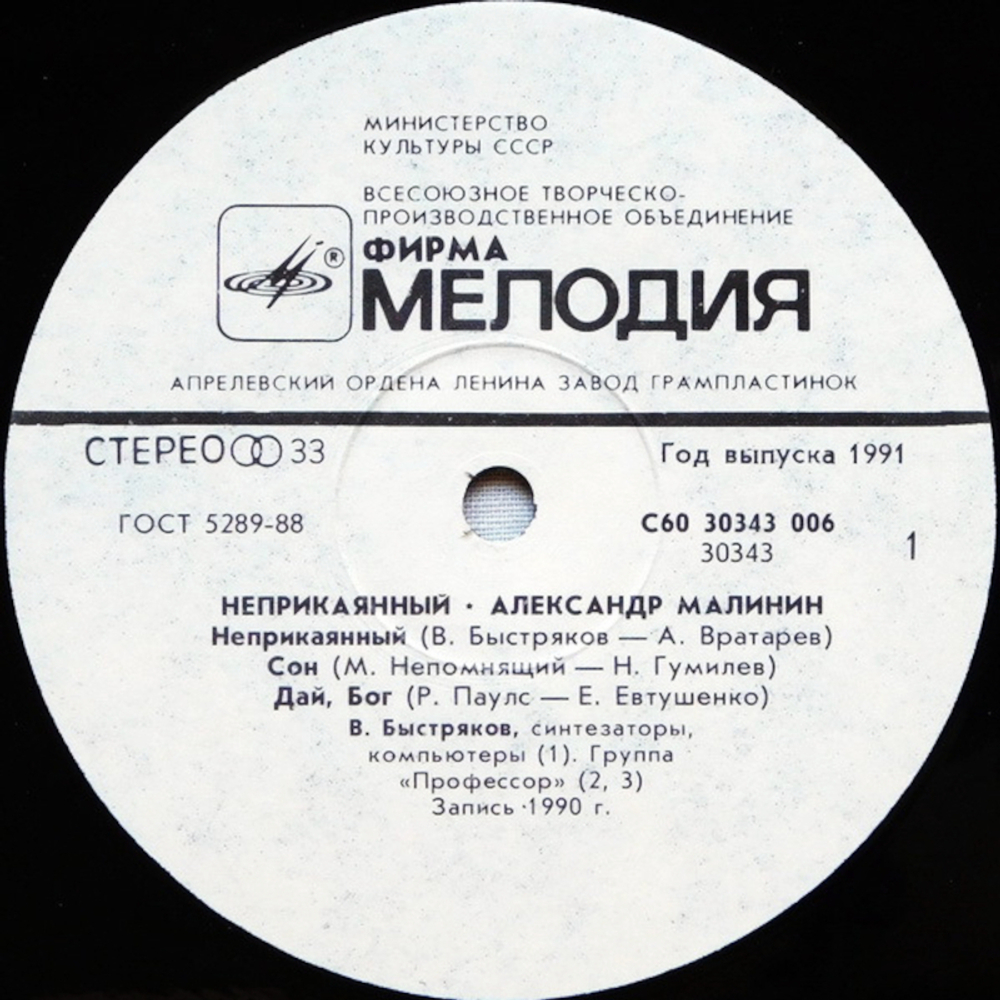 МИНИСТЕРСТВО
КУЛЬТУРЫ СССР
ВСЕСОЮЗНОЕ ТВОРЧЕСКО-
ПРОИЗВОДСТВЕННОЕ ОБЪЕДИНЕНИЕ
ФИРМА
®
МЕЛОДИЯ
АПРЕЛЕВСКИЙ ОРДЕНА ЛЕНИНА ЗАВОД ГРАМПЛАСТИНОК
СТЕРЕО 33
Год выпуска 1991
ГОСТ 5289-88
С60 30343 006
30343
1
НЕПРИКАЯННЫЙ · АЛЕКСАНДР МАЛИНИН
Неприкаянный (В. Быстряков — А. Вратарев)
Сон (М. Непомнящий — Н. Гумилев)
Дай, Бог (Р. Паулс — Е. Евтушенко)
В. Быстряков, синтезаторы,
компьютеры (1). Группа
«Профессор» (2, 3)
Запись ·1990 г.